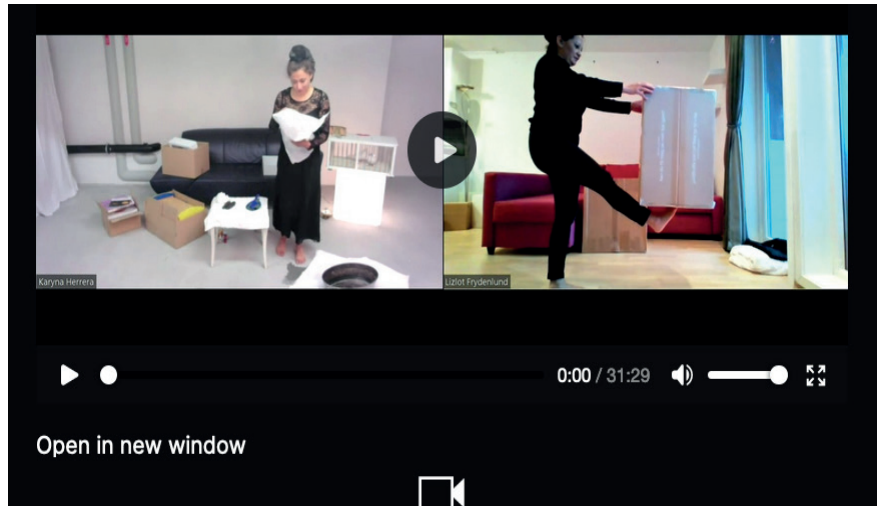 Karyna Herrera
Lizlot Frydenlund
0:00 / 31:29
Open in new window